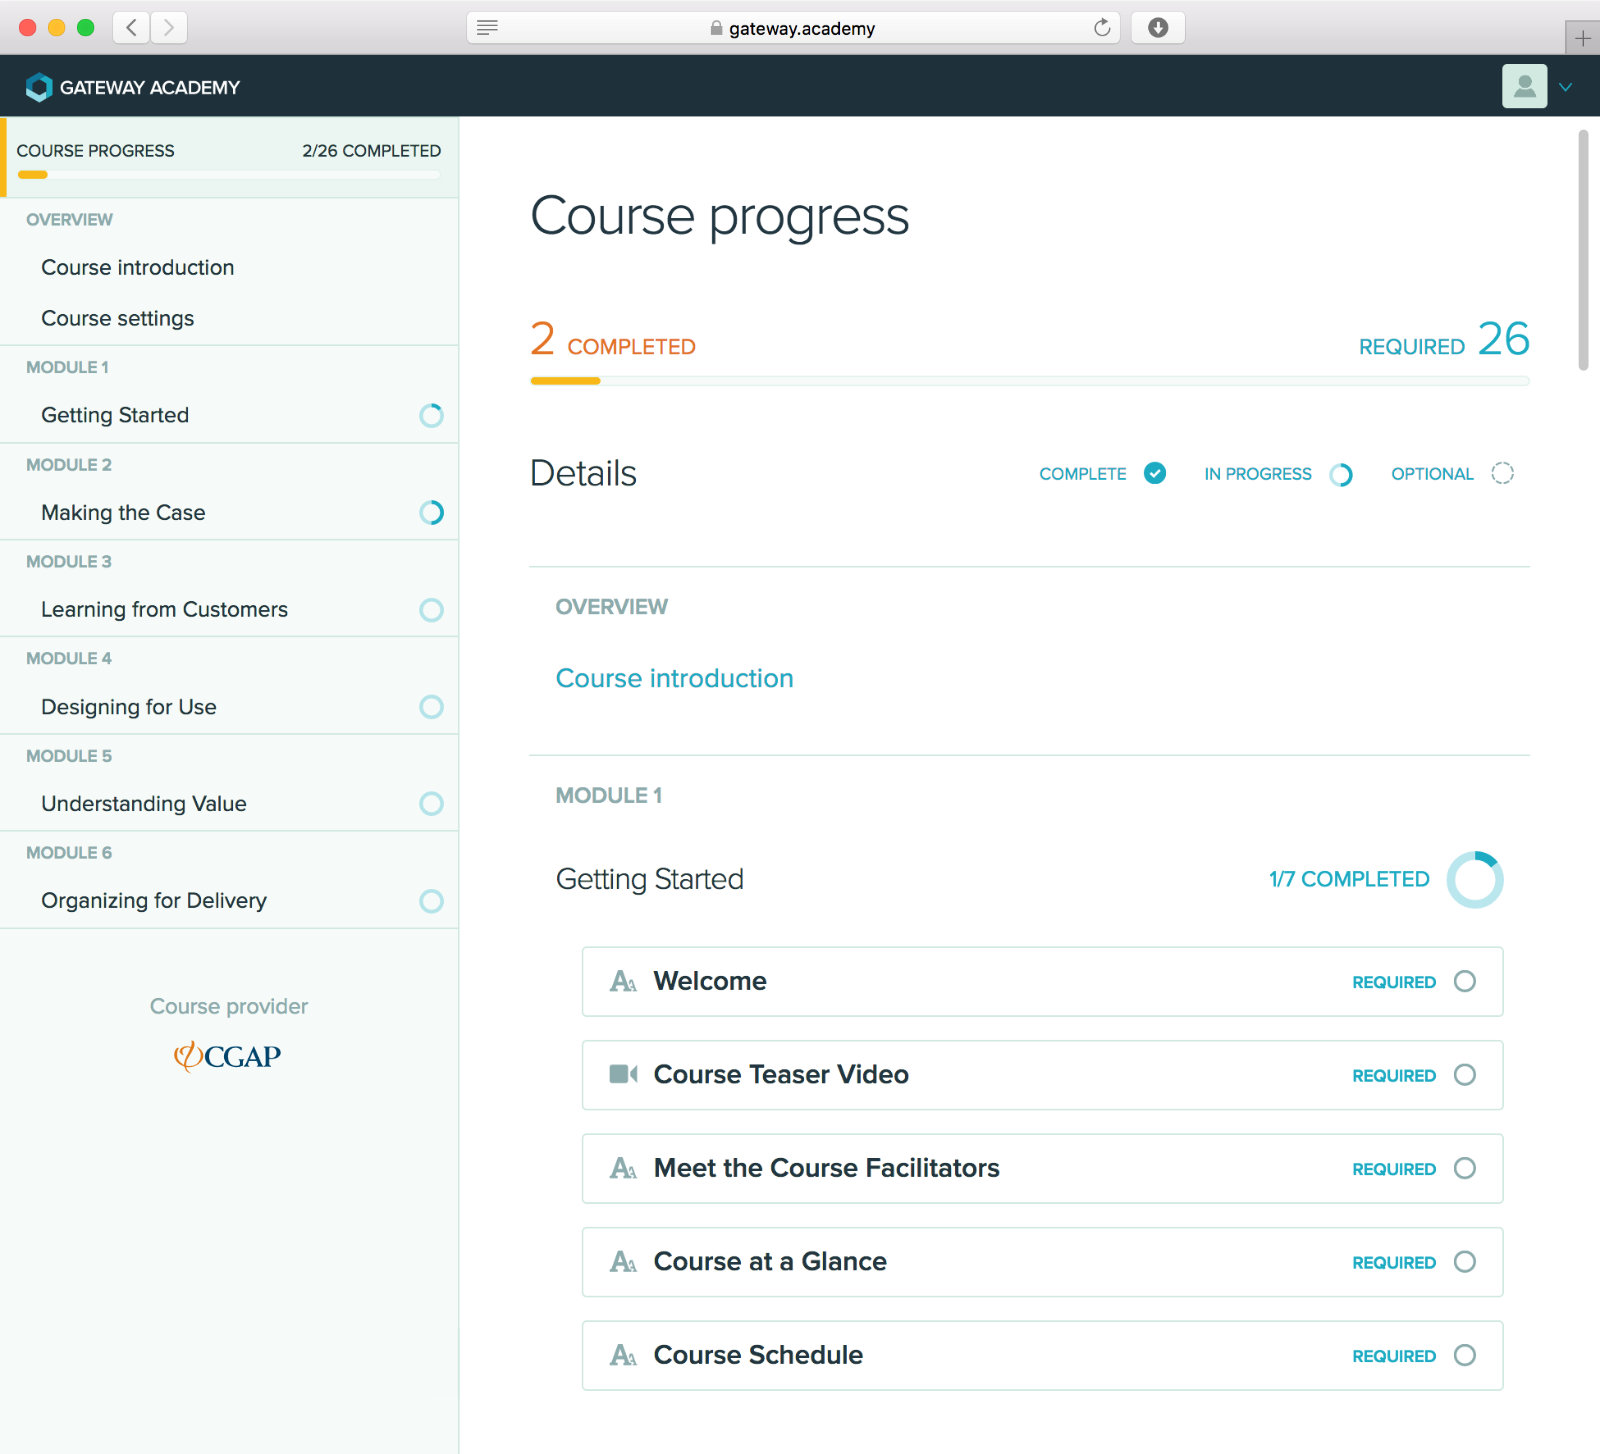 gateway.academy
GATEWAY ACADEMY
COURSE PROGRESS 2/26 COMPLETED
OVERVIEW
Course introduction
Course settings
MODULE 1
Getting Started
MODULE 2
Making the Case
MODULE 3
Learning from Customers
MODULE 4
Designing for Use
MODULE 5
Understanding Value
MODULE 6
Organizing for Delivery
Course provider
CGAP
Course progress
2 COMPLETED REQUIRED 26
Details COMPLETE IN PROGRESS OPTIONAL
OVERVIEW
Course introduction
MODULE 1
Getting Started 1/7 COMPLETED
Welcome REQUIRED
Course Teaser Video REQUIRED
Meet the Course Facilitators REQUIRED
Course at a Glance REQUIRED
Course Schedule REQUIRED